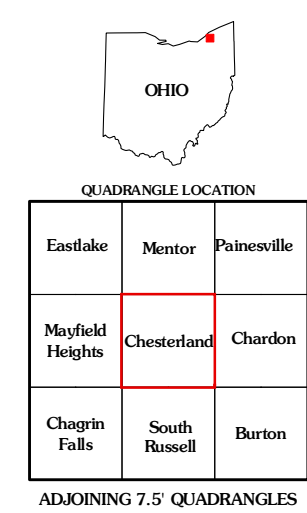 OHIO
QUADRANGLE LOCATION
Eastlake
Mentor
Painesville
Mayfield
Heights
Chesterland
Chardon
Chagrin
Falls
South
Russell
Burton
ADJOINING 7.5' QUADRANGLES